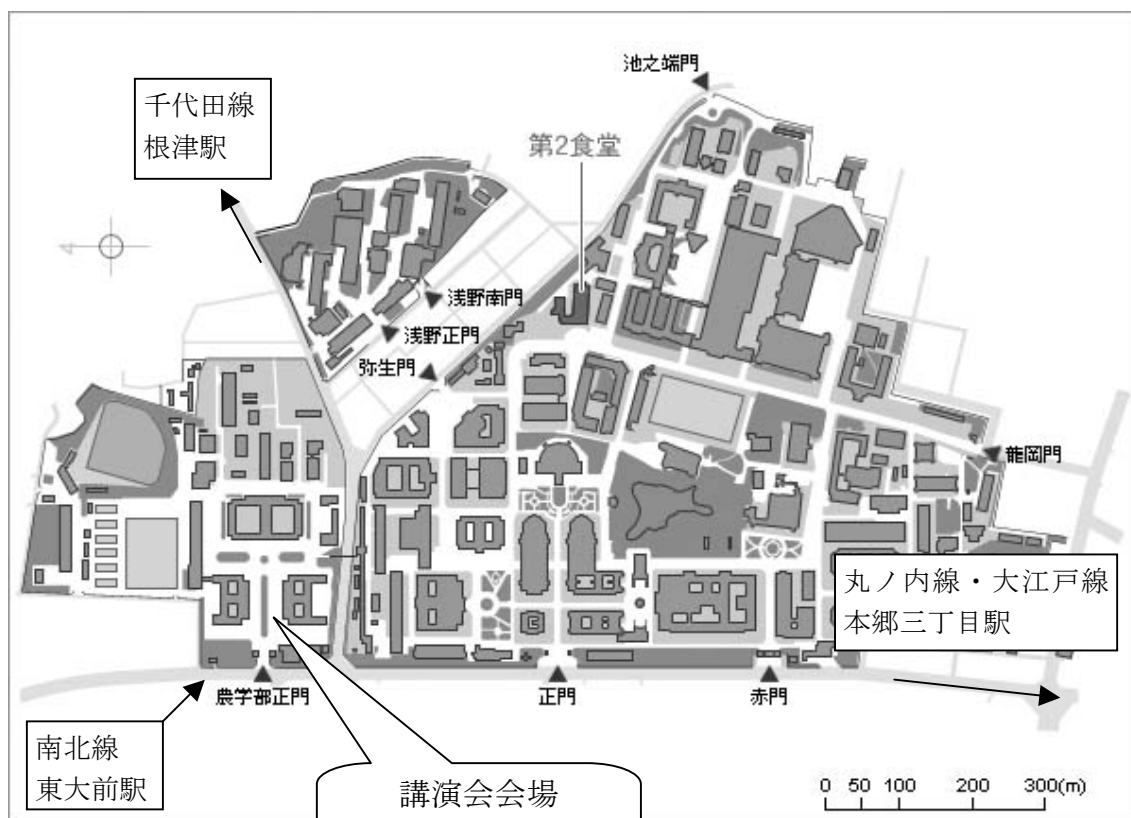 池之端門
千代田線
根津駅
第2食堂
浅野南門
浅野正門
弥生門
龍岡門
丸ノ内線・大江戸線
本郷三丁目駅
農学部正門
正門
赤門
南北線
東大前駅
講演会会場
0 50 100 200 300(m)